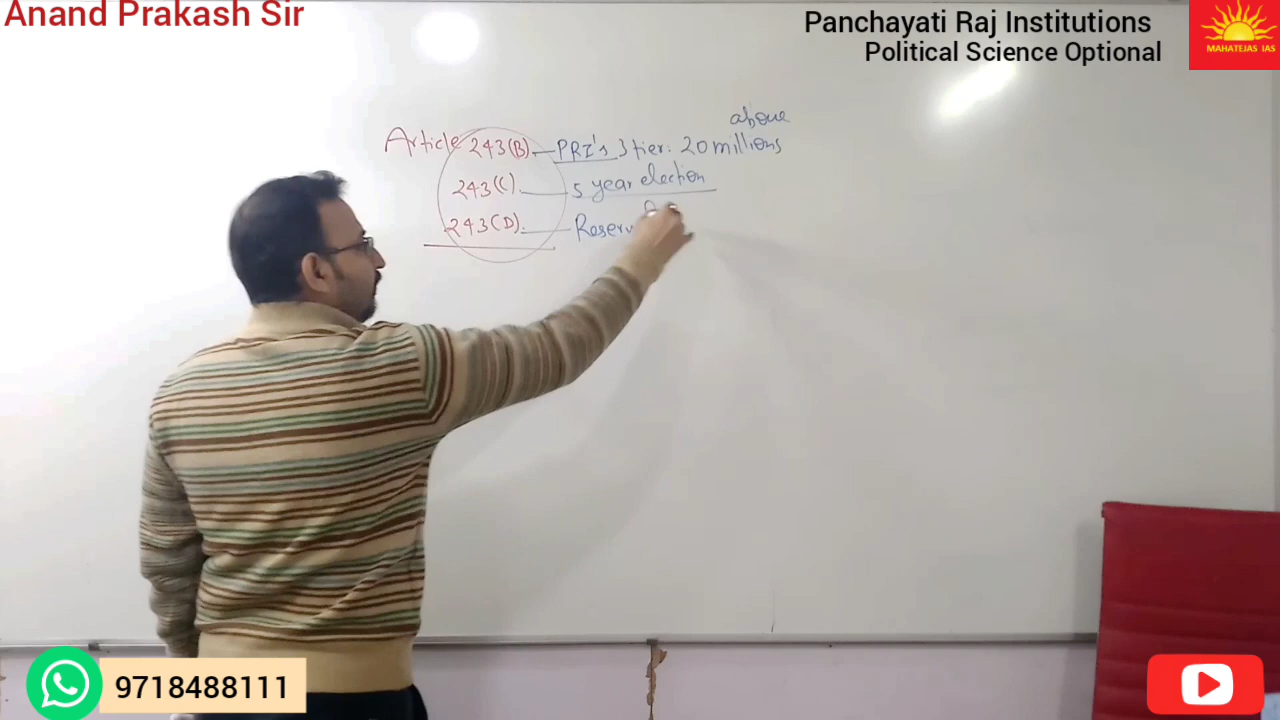 Anand Prakash Sir
Panchayati Raj Institutions
Political Science Optional
MAHATEJAS IAS
above
Article 243(B) — PRI's 3 tier: 20 millions
243(C) — 5 year election
243(D) — Reserv
9718488111